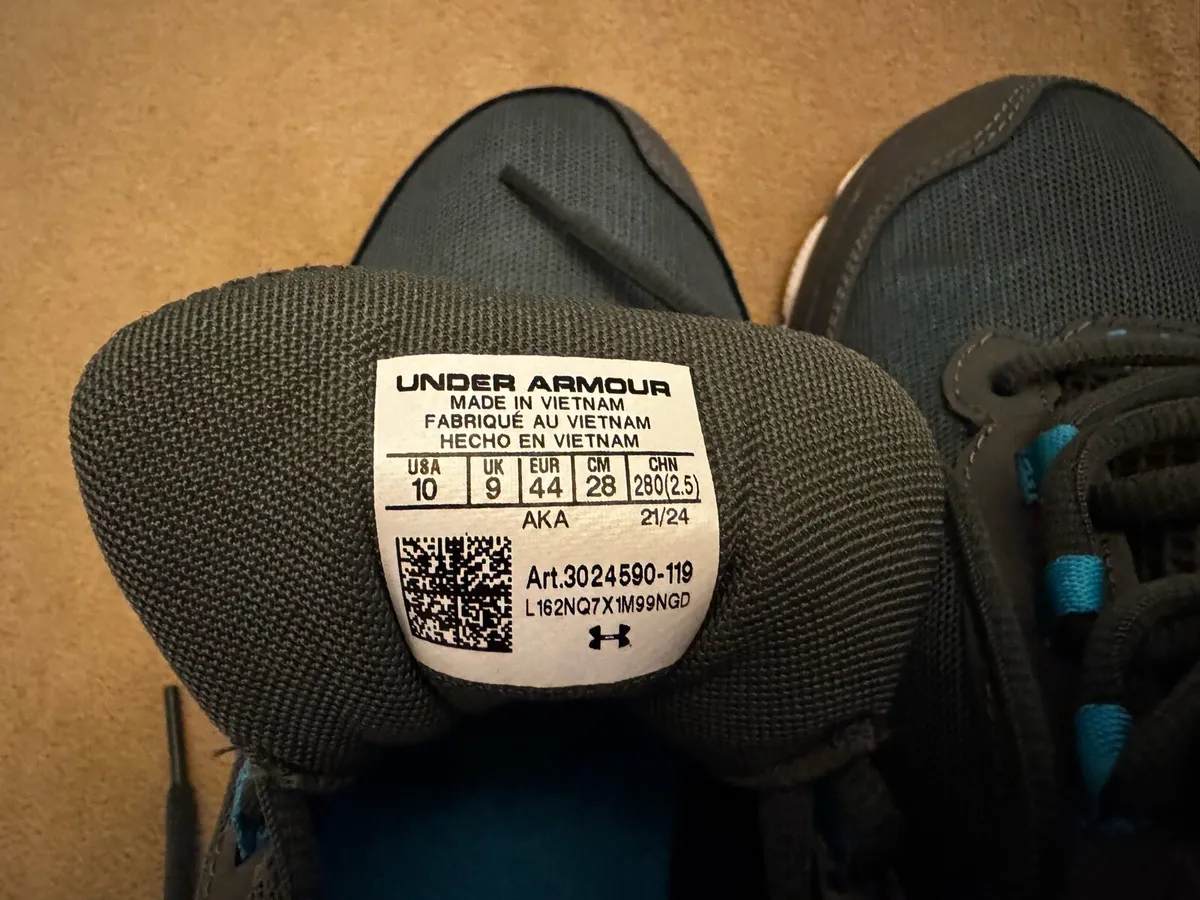 UNDER ARMOUR
MADE IN VIETNAM
FABRIQUÉ AU VIETNAM
HECHO EN VIETNAM
USA UK EUR CM CHN
10 9 44 28 280(2.5)
AKA 21/24
Art.3024590-119
L162NQ7X1M99NGD